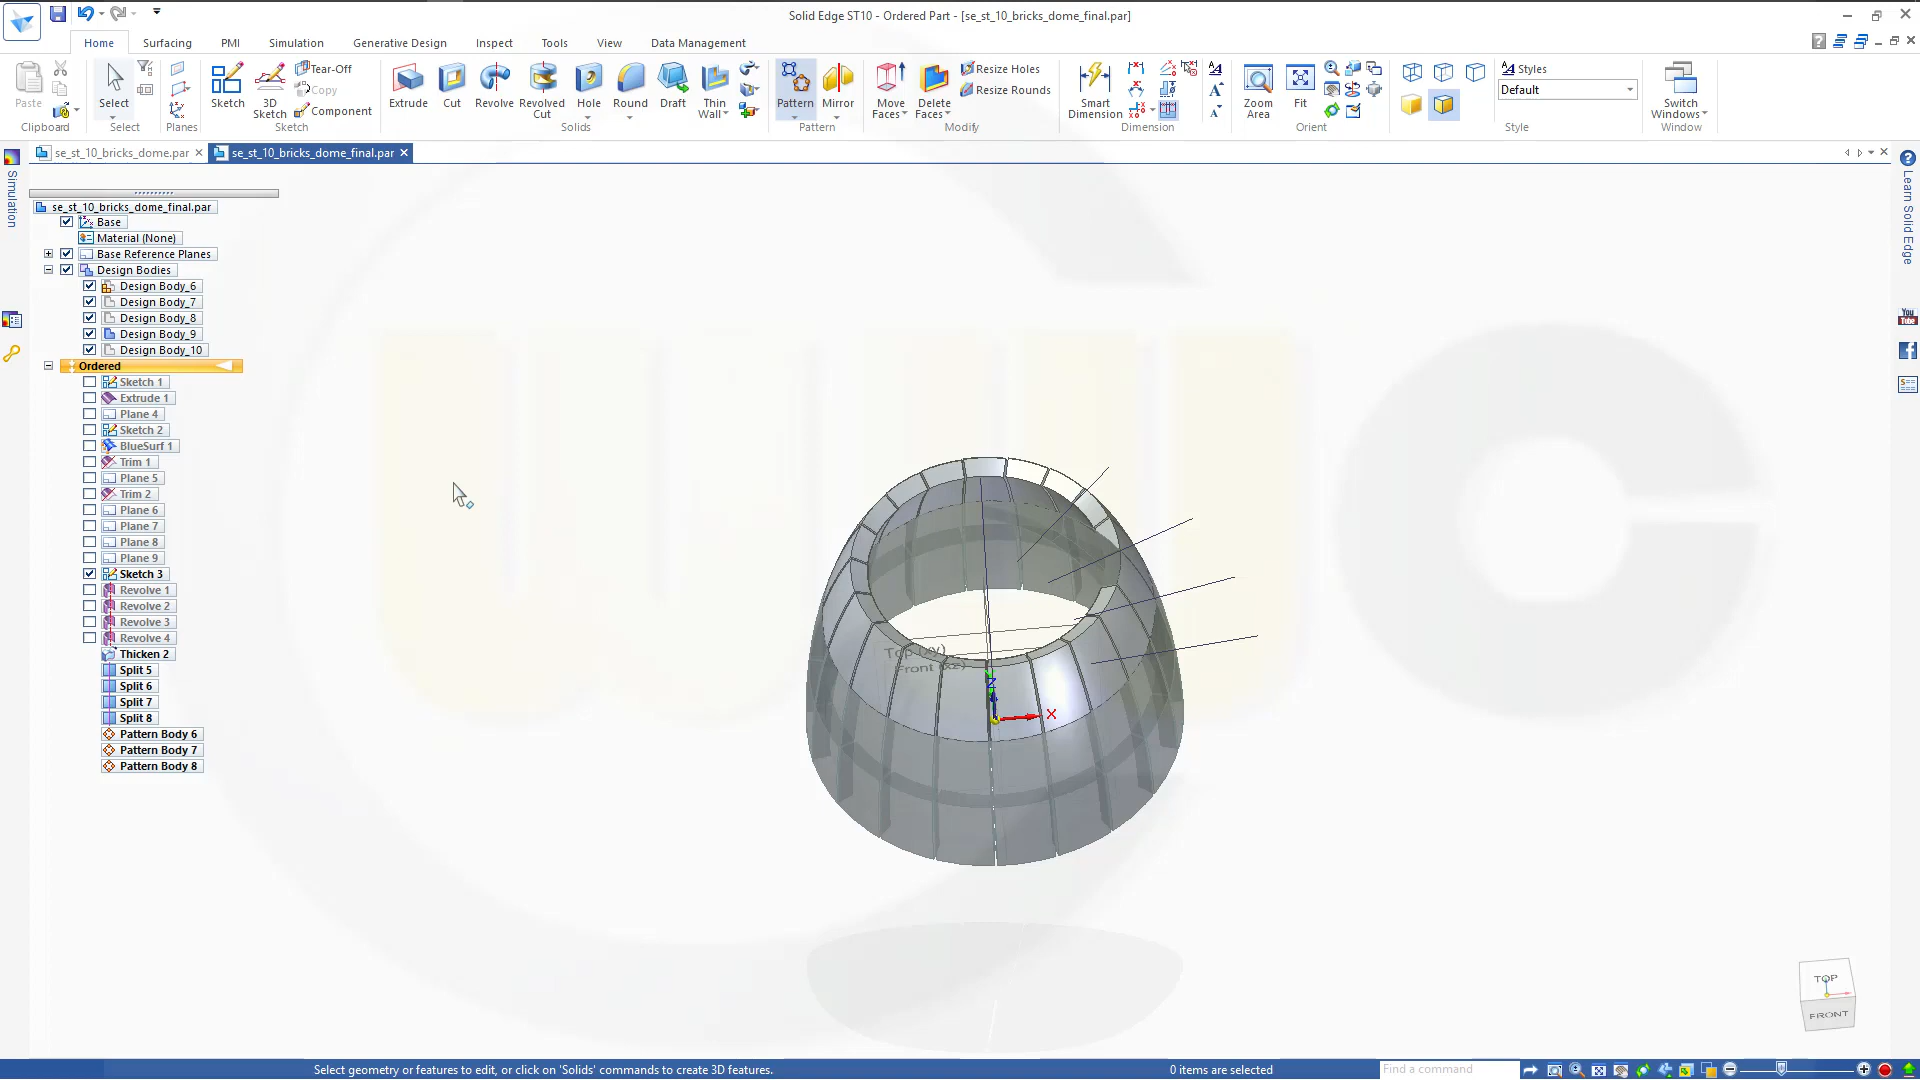 Solid Edge ST10 - Ordered Part - [se_st_10_bricks_dome_final.par]
Home
Surfacing
PMI
Simulation
Generative Design
Inspect
Tools
View
Data Management
Paste
Clipboard
Select
Select
Planes
Sketch
3D Sketch
Tear-Off
Copy
Component
Sketch
Extrude
Cut
Revolve
Revolved Cut
Hole
Round
Draft
Thin Wall
Solids
Pattern
Mirror
Pattern
Move Faces
Delete Faces
Resize Holes
Resize Rounds
Modify
Smart Dimension
Dimension
Zoom Area
Fit
Orient
Styles
Default
Style
Switch Windows
Window
se_st_10_bricks_dome.par
se_st_10_bricks_dome_final.par
Simulation
se_st_10_bricks_dome_final.par
Base
Material (None)
Base Reference Planes
Design Bodies
Design Body_6
Design Body_7
Design Body_8
Design Body_9
Design Body_10
Ordered
Sketch 1
Extrude 1
Plane 4
Sketch 2
BlueSurf 1
Trim 1
Plane 5
Trim 2
Plane 6
Plane 7
Plane 8
Plane 9
Sketch 3
Revolve 1
Revolve 2
Revolve 3
Revolve 4
Thicken 2
Split 5
Split 6
Split 7
Split 8
Pattern Body 6
Pattern Body 7
Pattern Body 8
Top (xy)
Front (xz)
Z
X
Learn Solid Edge
You Tube
TOP
FRONT
Select geometry or features to edit, or click on 'Solids' commands to create 3D features.
0 items are selected
Find a command